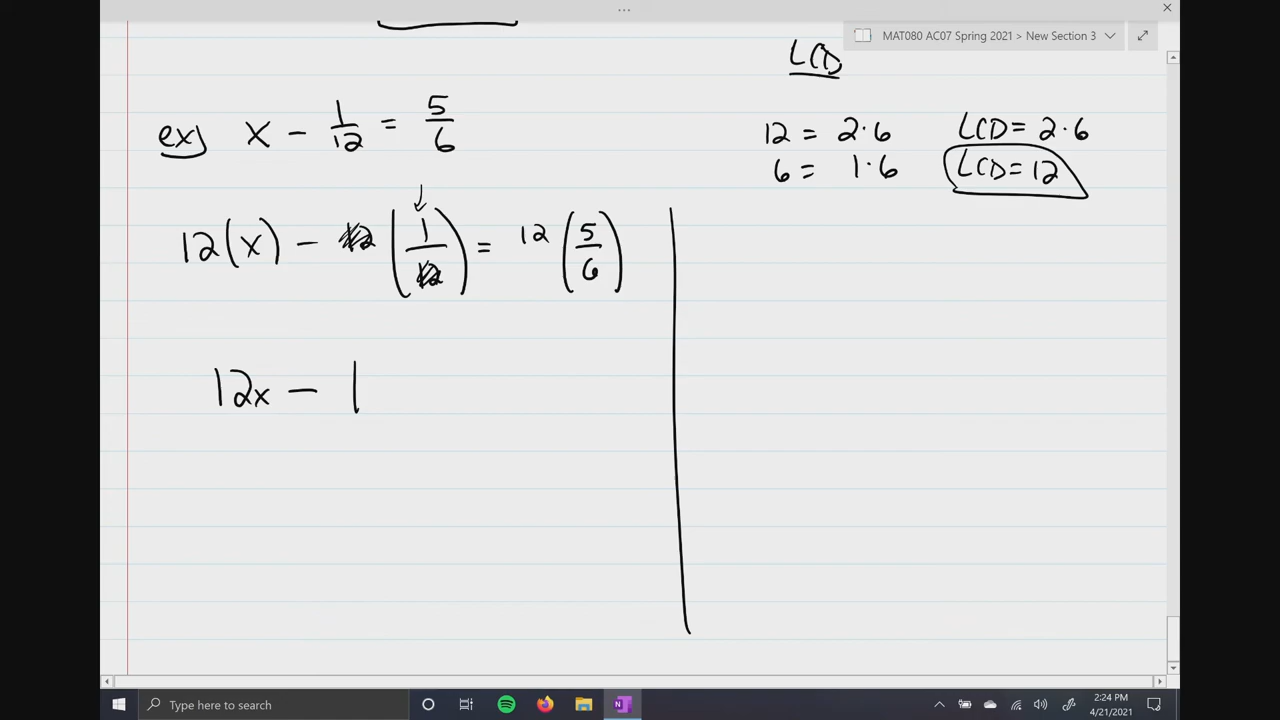 MAT080 AC07 Spring 2021 > New Section 3
LCD
ex) x - 1/12 = 5/6
12 = 2·6 LCD = 2·6
6 = 1·6 LCD = 12
12(x) - 12(1/12) = 12(5/6)
12x - 1
Type here to search
2:24 PM
4/21/2021